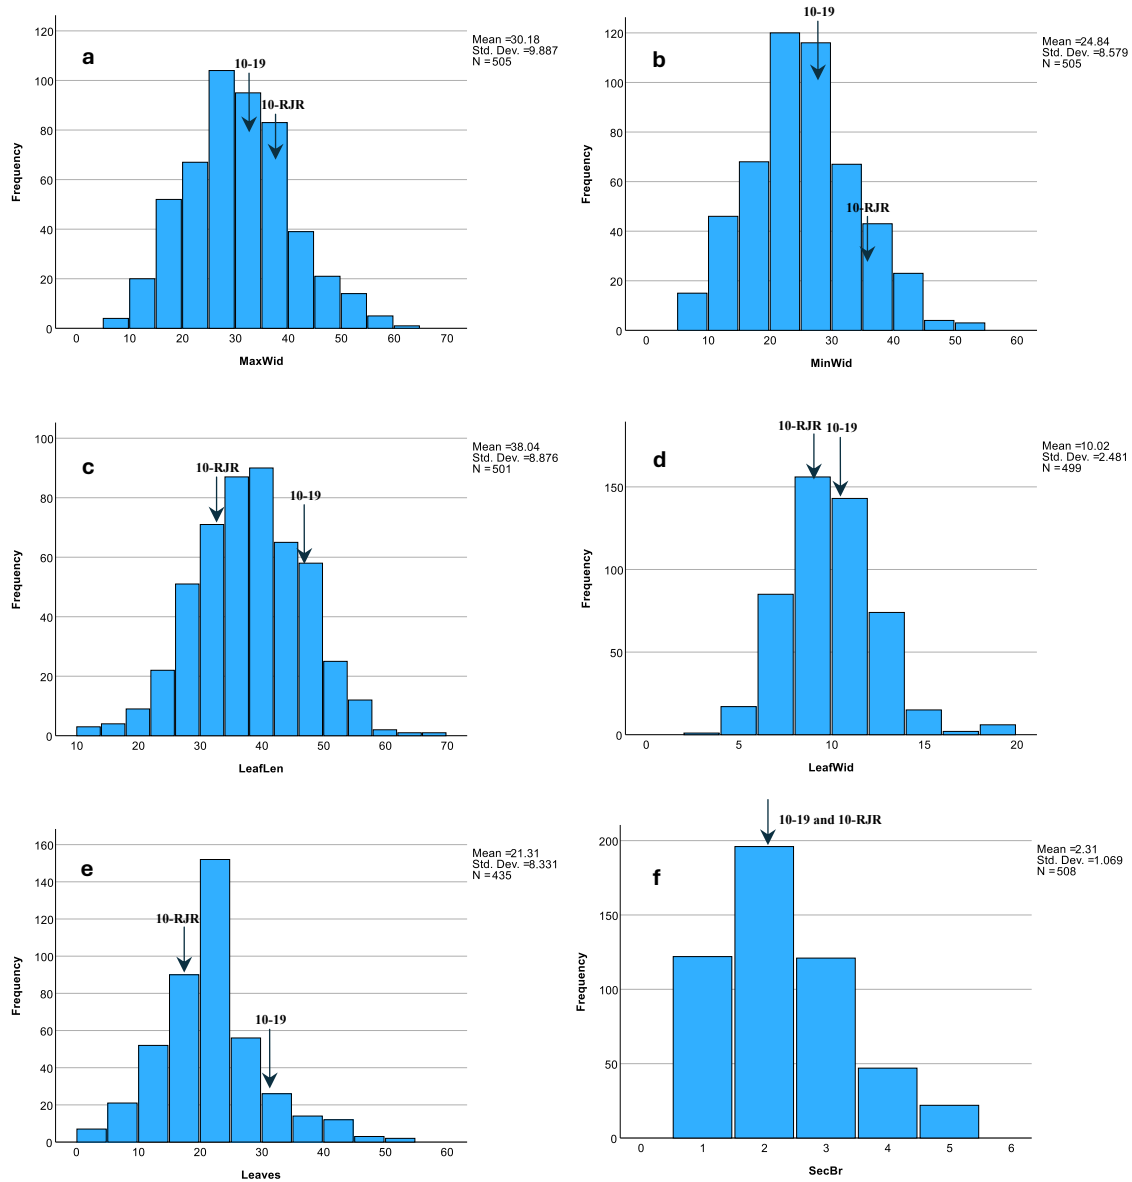 a
Mean =30.18
Std. Dev. =9.887
N =505
10-19
10-RJR
Frequency
120
100
80
60
40
20
0
0 10 20 30 40 50 60 70
MaxWid
b
Mean =24.84
Std. Dev. =8.579
N =505
10-19
10-RJR
Frequency
120
100
80
60
40
20
0
0 10 20 30 40 50 60
MinWid
c
Mean =38.04
Std. Dev. =8.876
N =501
10-RJR
10-19
Frequency
100
80
60
40
20
0
10 20 30 40 50 60 70
LeafLen
d
Mean =10.02
Std. Dev. =2.481
N =499
10-RJR 10-19
Frequency
150
100
50
0
0 5 10 15 20
LeafWid
e
Mean =21.31
Std. Dev. =8.331
N =435
10-RJR
10-19
Frequency
160
140
120
100
80
60
40
20
0
0 10 20 30 40 50 60
Leaves
f
Mean =2.31
Std. Dev. =1.069
N =508
10-19 and 10-RJR
Frequency
200
150
100
50
0
0 1 2 3 4 5 6
SecBr